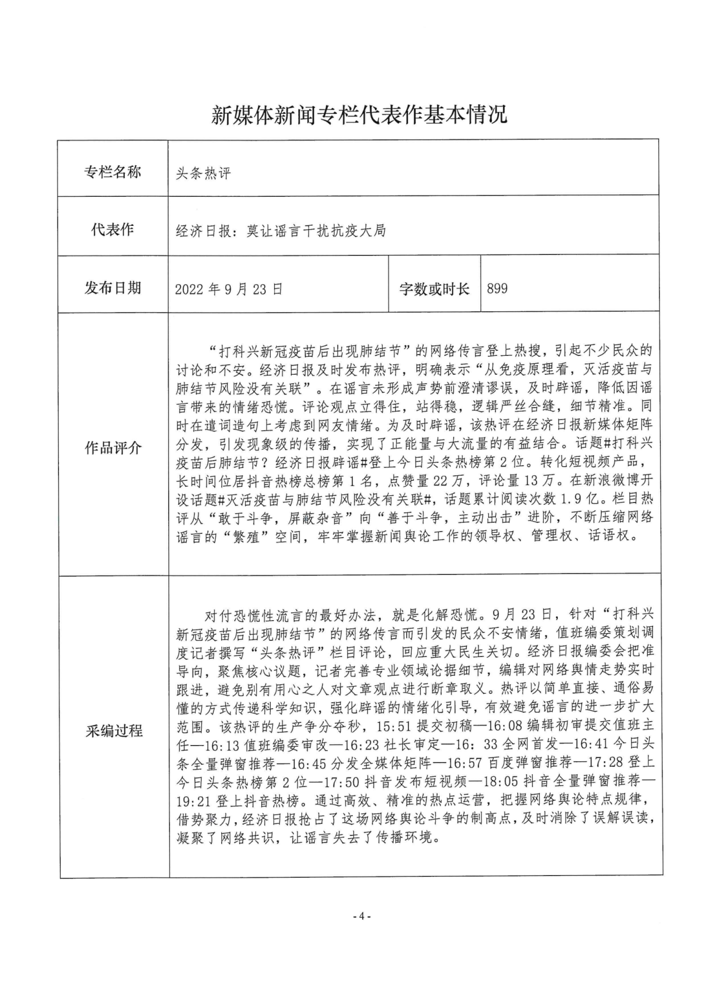 新媒体新闻专栏代表作基本情况
专栏名称
头条热评
代表作
经济日报：莫让谣言干扰抗疫大局
发布日期
2022 年 9 月 23 日
字数或时长
899
作品评介
“打科兴新冠疫苗后出现肺结节”的网络传言登上热搜，引起不少民众的
讨论和不安。经济日报及时发布热评，明确表示“从免疫原理看，灭活疫苗与
肺结节风险没有关联”。在谣言未形成声势前澄清谬误，及时辟谣，降低因谣
言带来的情绪恐慌。评论观点立得住，站得稳，逻辑严丝合缝，细节精准。同
时在遣词造句上考虑到网友情绪。为及时辟谣，该热评在经济日报新媒体矩阵
分发，引发现象级的传播，实现了正能量与大流量的有益结合。话题#打科兴
疫苗后肺结节？经济日报辟谣#登上今日头条热榜第 2 位。转化短视频产品，
长时间位居抖音热榜总榜第 1 名，点赞量 22 万，评论量 13 万。在新浪微博开
设话题#灭活疫苗与肺结节风险没有关联#，话题累计阅读次数 1.9 亿。栏目热
评从“敢于斗争，屏蔽杂音”向“善于斗争，主动出击”进阶，不断压缩网络
谣言的“繁殖”空间，牢牢掌握新闻舆论工作的领导权、管理权、话语权。
采编过程
对付恐慌性流言的最好办法，就是化解恐慌。9 月 23 日，针对“打科兴
新冠疫苗后出现肺结节”的网络传言而引发的民众不安情绪，值班编委策划调
度记者撰写“头条热评”栏目评论，回应重大民生关切。经济日报编委会把准
导向，聚焦核心议题，记者完善专业领域论据细节，编辑对网络舆情走势实时
跟进，避免别有用心之人对文章观点进行断章取义。热评以简单直接、通俗易
懂的方式传递科学知识，强化辟谣的情绪化引导，有效避免谣言的进一步扩大
范围。该热评的生产争分夺秒，15:51 提交初稿—16:08 编辑初审提交值班主
任—16:13 值班编委审改—16:23 社长审定—16：33 全网首发—16:41 今日头
条全量弹窗推荐—16:45 分发全媒体矩阵—16:57 百度弹窗推荐—17:28 登上
今日头条热榜第 2 位—17:50 抖音发布短视频—18:05 抖音全量弹窗推荐—
19:21 登上抖音热榜。通过高效、精准的热点运营，把握网络舆论特点规律，
借势聚力，经济日报抢占了这场网络舆论斗争的制高点，及时消除了误解误读，
凝聚了网络共识，让谣言失去了传播环境。
- 4 -